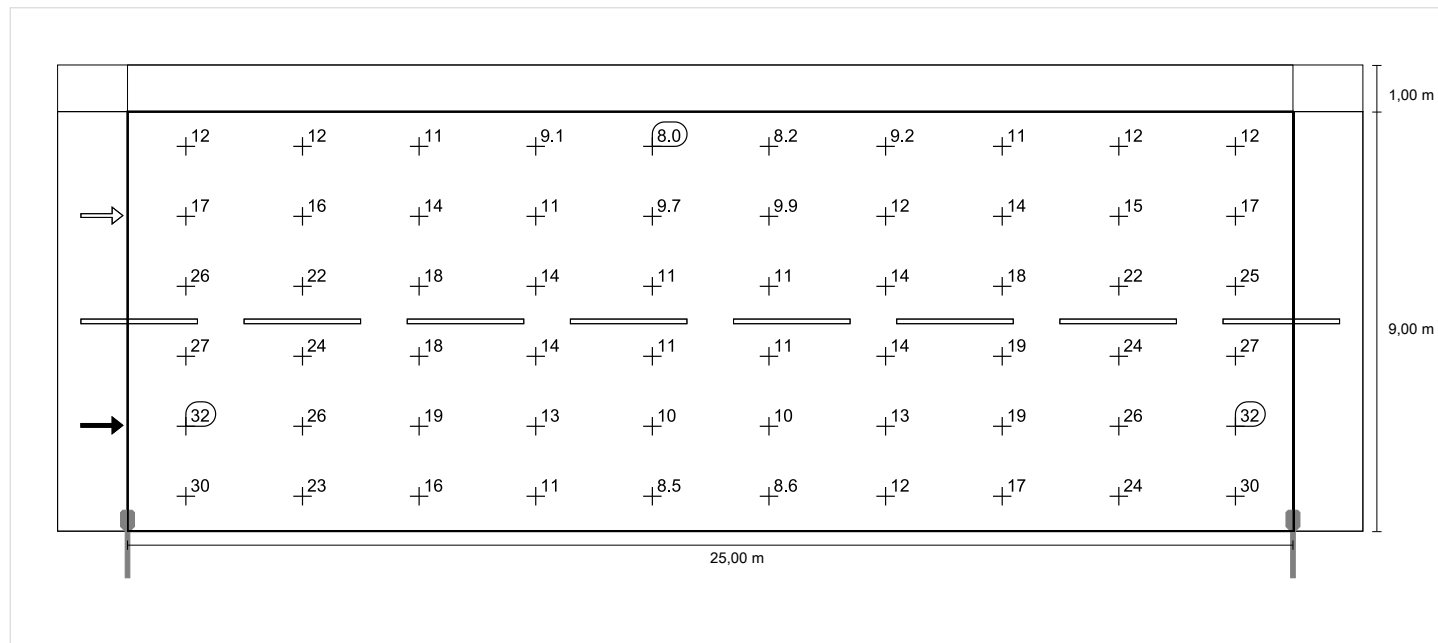 12 12 11 9.1 8.0 8.2 9.2 11 12 12
1,00 m
17 16 14 11 9.7 9.9 12 14 15 17
26 22 18 14 11 11 14 18 22 25
9,00 m
27 24 18 14 11 11 14 19 24 27
32 26 19 13 10 10 13 19 26 32
30 23 16 11 8.5 8.6 12 17 24 30
25,00 m